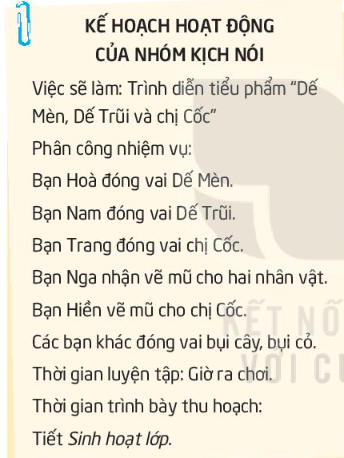 KẾ HOẠCH HOẠT ĐỘNG
CỦA NHÓM KỊCH NÓI
Việc sẽ làm: Trình diễn tiểu phẩm “Dế
Mèn, Dế Trũi và chị Cốc”
Phân công nhiệm vụ:
Bạn Hoà đóng vai Dế Mèn.
Bạn Nam đóng vai Dế Trũi.
Bạn Trang đóng vai chị Cốc.
Bạn Nga nhận vẽ mũ cho hai nhân vật.
Bạn Hiền vẽ mũ cho chị Cốc.
KẾT NỐ
Các bạn khác đóng vai bụi cây, bụi cỏ.
VỚI CU
Thời gian luyện tập: Giờ ra chơi.
Thời gian trình bày thu hoạch:
Tiết Sinh hoạt lớp.